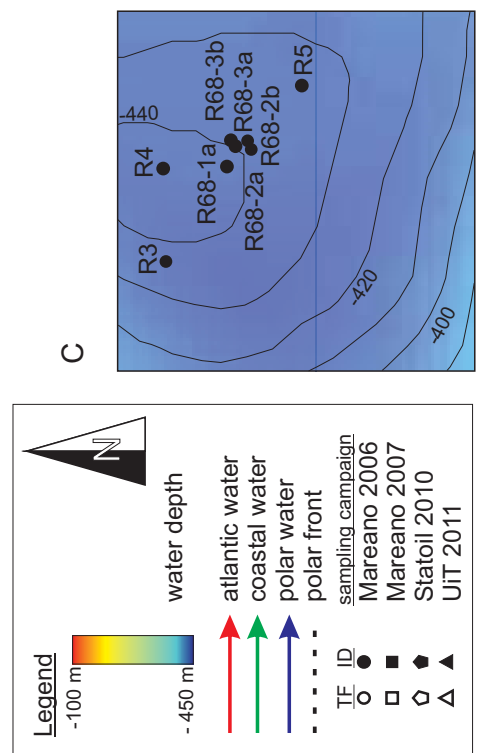 Legend
-100 m
- 450 m
water depth
N
atlantic water
coastal water
polar water
polar front
TF ID sampling campaign
Mareano 2006
Mareano 2007
Statoil 2010
UiT 2011
C
-440
R3
R4
R68-1a
R68-3b
R68-3a
R68-2a
R68-2b
R5
-420
-400